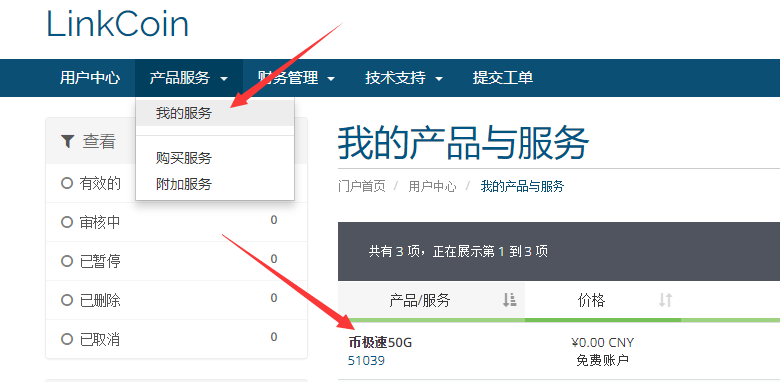 LinkCoin
用户中心 产品服务 财务管理 技术支持 提交工单
我的服务
购买服务
附加服务
查看
有效的
审核中 0
已暂停 0
已删除 0
已取消 0
我的产品与服务
门户首页 / 用户中心 / 我的产品与服务
共有 3 项，正在展示第 1 到 3 项
产品/服务 价格
币极速50G ¥0.00 CNY
51039 免费账户